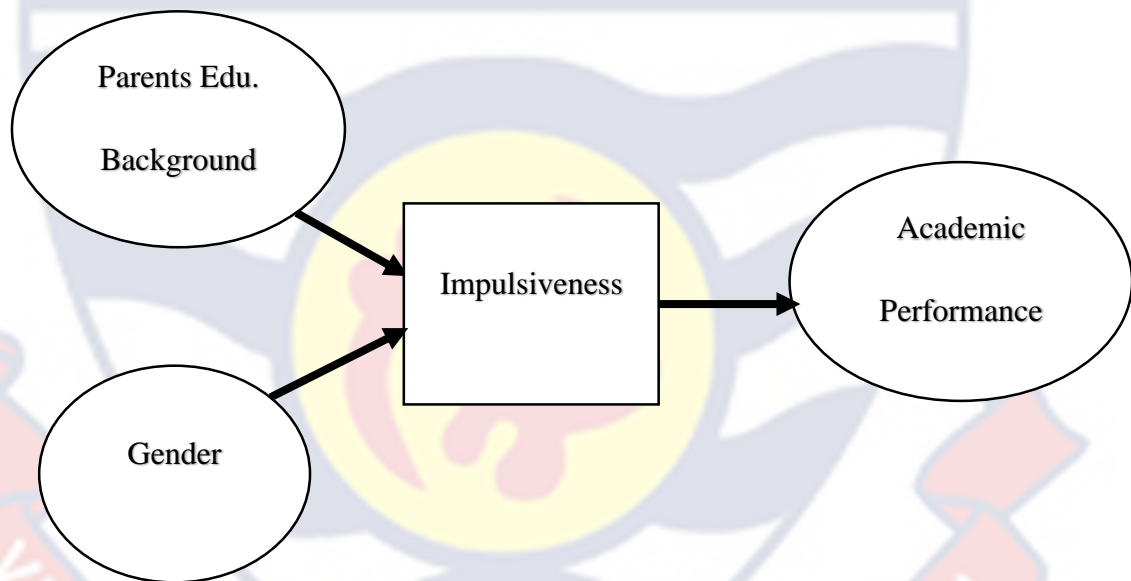 Parents Edu.
Background
Impulsiveness
Academic
Performance
Gender